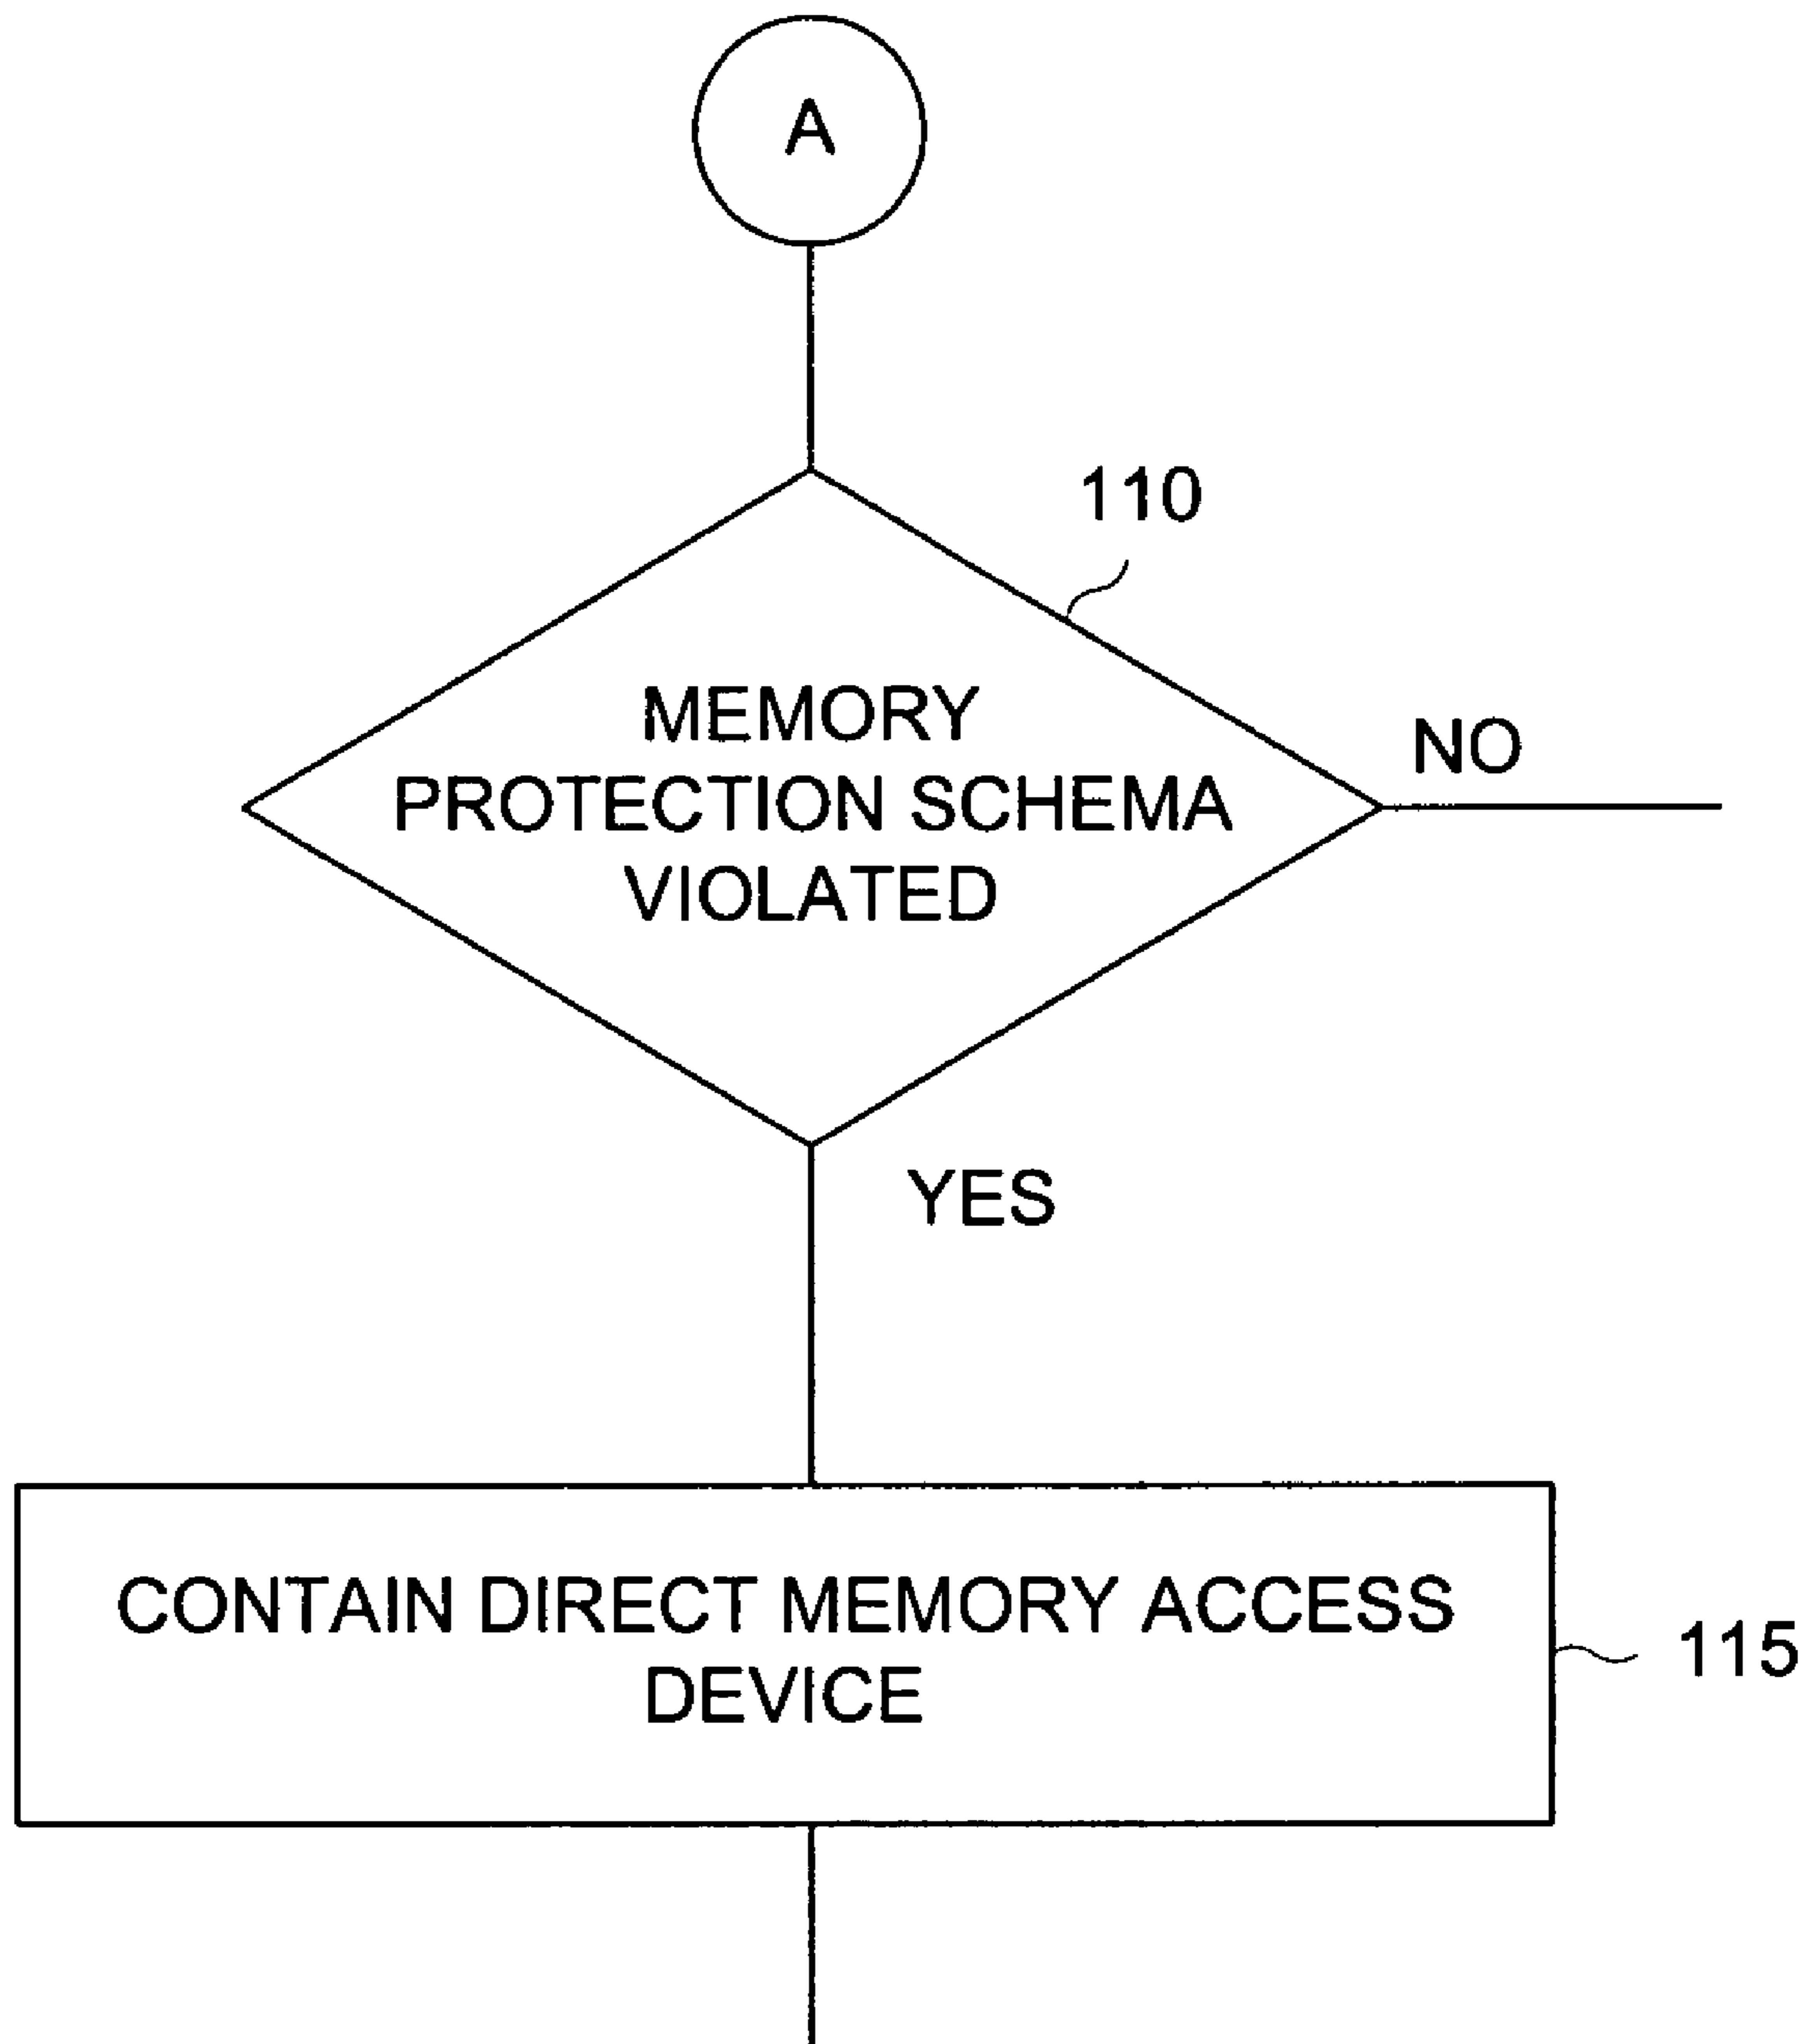 A
110
MEMORY
PROTECTION SCHEMA
VIOLATED
NO
YES
CONTAIN DIRECT MEMORY ACCESS
DEVICE
115